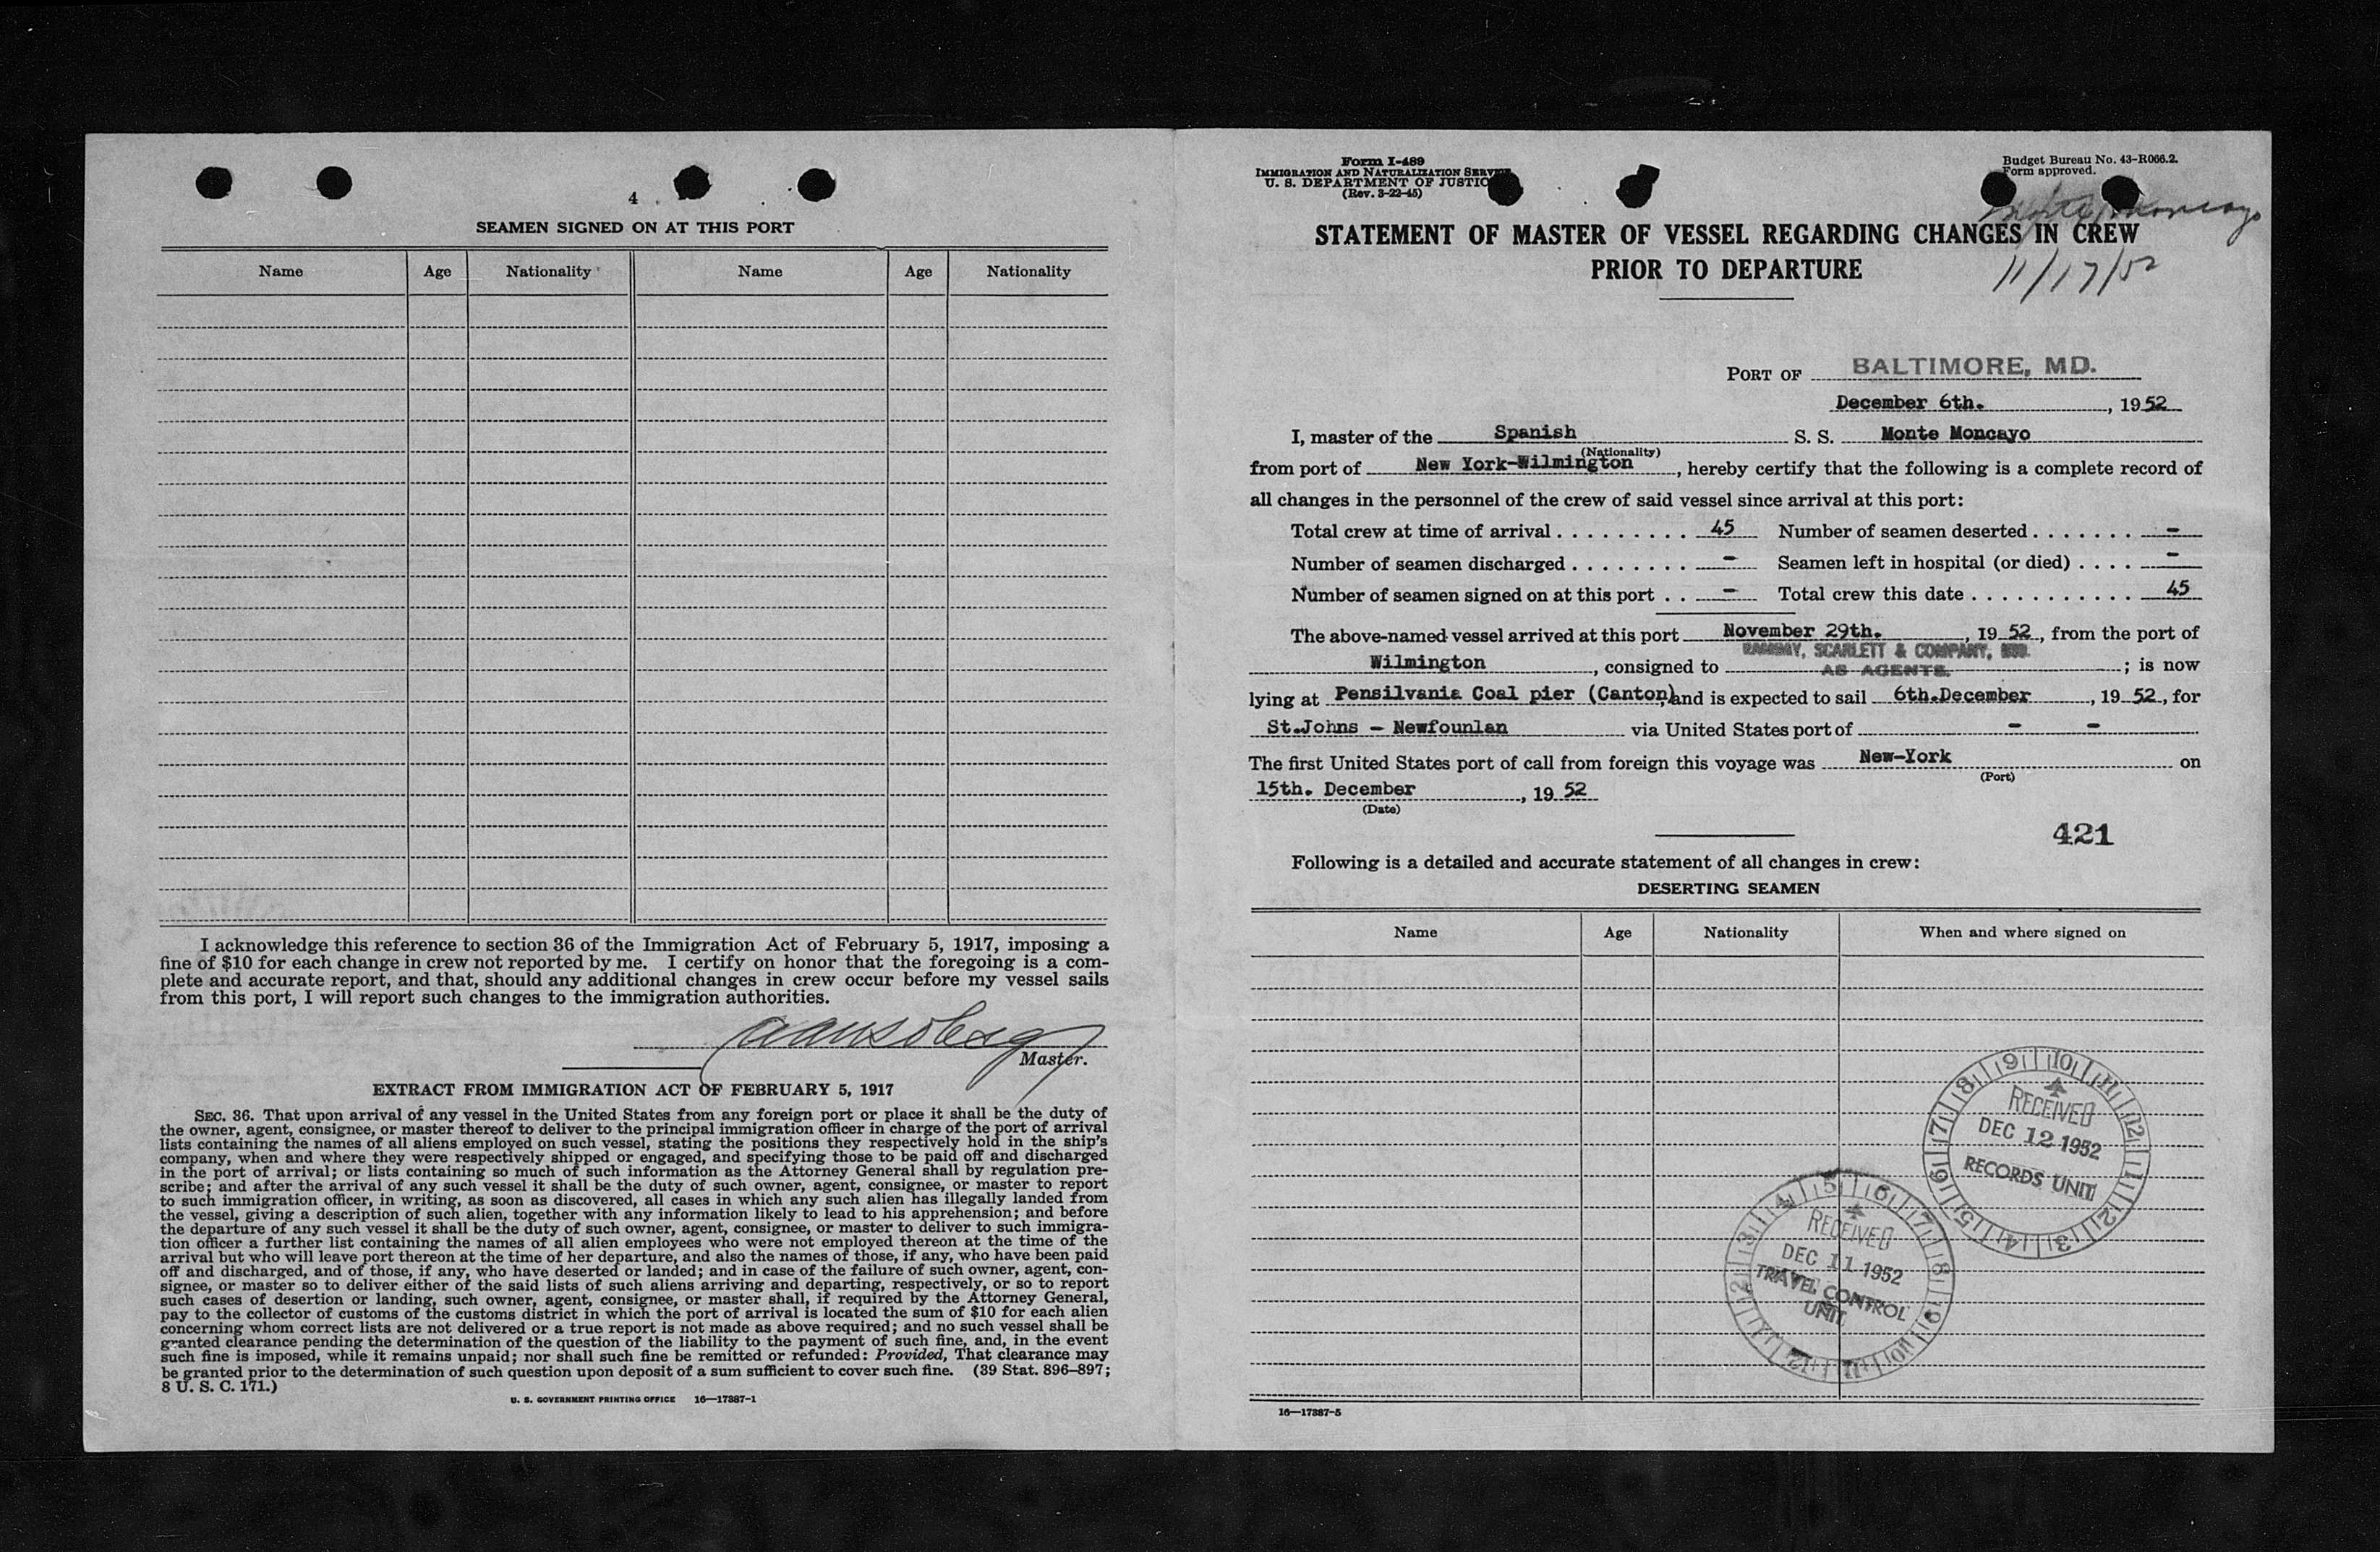 4
SEAMEN SIGNED ON AT THIS PORT
Name Age Nationality Name Age Nationality
I acknowledge this reference to section 36 of the Immigration Act of February 5, 1917, imposing a
fine of $10 for each change in crew not reported by me. I certify on honor that the foregoing is a com-
plete and accurate report, and that, should any additional changes in crew occur before my vessel sails
from this port, I will report such changes to the immigration authorities.
Master.
EXTRACT FROM IMMIGRATION ACT OF FEBRUARY 5, 1917
SEC. 36. That upon arrival of any vessel in the United States from any foreign port or place it shall be the duty of
the owner, agent, consignee, or master thereof to deliver to the principal immigration officer in charge of the port of arrival
lists containing the names of all aliens employed on such vessel, stating the positions they respectively hold in the ship's
company, when and where they were respectively shipped or engaged, and specifying those to be paid off and discharged
in the port of arrival; or lists containing so much of such information as the Attorney General shall by regulation pre-
scribe; and after the arrival of any such vessel it shall be the duty of such owner, agent, consignee, or master to report
to such immigration officer, in writing, as soon as discovered, all cases in which any such alien has illegally landed from
the vessel, giving a description of such alien, together with any information likely to lead to his apprehension; and before
the departure of any such vessel it shall be the duty of such owner, agent, consignee, or master to deliver to such immigra-
tion officer a further list containing the names of all alien employees who were not employed thereon at the time of the
arrival but who will leave port thereon at the time of her departure, and also the names of those, if any, who have been paid
off and discharged, and of those, if any, who have deserted or landed; and in case of the failure of such owner, agent, con-
signee, or master so to deliver either of the said lists of such aliens arriving and departing, respectively, or so to report
such cases of desertion or landing, such owner, agent, consignee, or master shall, if required by the Attorney General,
pay to the collector of customs of the customs district in which the port of arrival is located the sum of $10 for each alien
concerning whom correct lists are not delivered or a true report is not made as above required; and no such vessel shall be
granted clearance pending the determination of the question of the liability to the payment of such fine, and, in the event
such fine is imposed, while it remains unpaid; nor shall such fine be remitted or refunded: Provided, That clearance may
be granted prior to the determination of such question upon deposit of a sum sufficient to cover such fine. (39 Stat. 896–897;
8 U. S. C. 171.)
U. S. GOVERNMENT PRINTING OFFICE 16—17387-1
Form I-489
IMMIGRATION AND NATURALIZATION SERVICE
U. S. DEPARTMENT OF JUSTICE
(Rev. 3-22-45)
Budget Bureau No. 43-R066.2.
Form approved.
Monte Moncayo
STATEMENT OF MASTER OF VESSEL REGARDING CHANGES IN CREW
PRIOR TO DEPARTURE
11/17/52
PORT OF BALTIMORE, MD.
December 6th., 1952
I, master of the Spanish S. S. Monte Moncayo
(Nationality)
from port of New York-Wilmington, hereby certify that the following is a complete record of
all changes in the personnel of the crew of said vessel since arrival at this port:
Total crew at time of arrival . . . . . . . . . 45 Number of seamen deserted . . . . . . . -
Number of seamen discharged . . . . . . . . - Seamen left in hospital (or died) . . . . -
Number of seamen signed on at this port . . - Total crew this date . . . . . . . . . . . 45
The above-named vessel arrived at this port November 29th., 1952, from the port of
RAMSAY, SCARLETT & COMPANY,
Wilmington, consigned to AS AGENTS.; is now
lying at Pensilvania Coal pier (Canton), and is expected to sail 6th.December, 1952, for
St.Johns - Newfounlan via United States port of - -
The first United States port of call from foreign this voyage was New-York on
(Port)
15th. December, 1952
(Date)
421
Following is a detailed and accurate statement of all changes in crew:
DESERTING SEAMEN
Name Age Nationality When and where signed on
9 10 11 12 1 2 3 4 5 6 7 8
RECEIVED
DEC 12 1952
RECORDS UNIT
5 6 7 8 9 10 11 12 1 2 3 4
RECEIVED
DEC 11 1952
TRAVEL CONTROL
UNIT
16—17387-5